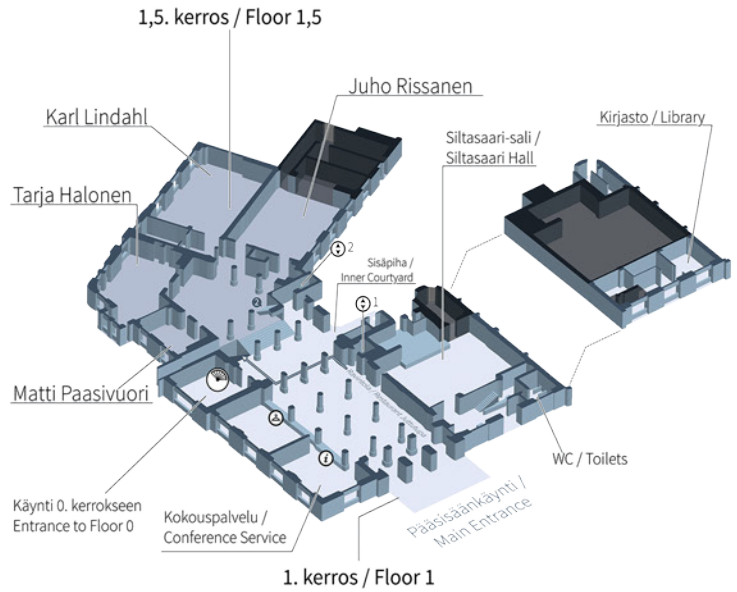 1,5. kerros / Floor 1,5
Juho Rissanen
Karl Lindahl
Siltasaari-sali /
Siltasaari Hall
Kirjasto / Library
Tarja Halonen
2
Sisäpiha /
Inner Courtyard
2
1
Matti Paasivuori
i
WC / Toilets
Käynti 0. kerrokseen
Entrance to Floor 0
Kokouspalvelu /
Conference Service
Pääsisäänkäynti /
Main Entrance
1. kerros / Floor 1